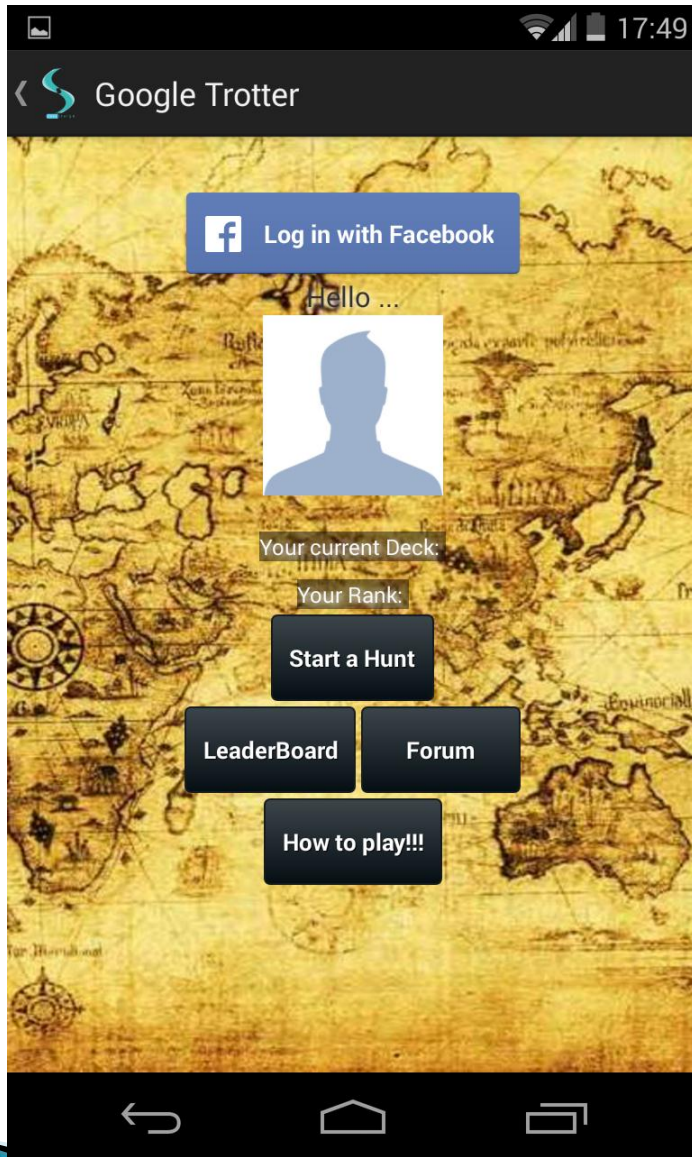 17:49
Google Trotter
Log in with Facebook
Hello ...
EVROPA
Your current Deck:
Your Rank:
Start a Hunt
LeaderBoard Forum
How to play!!!